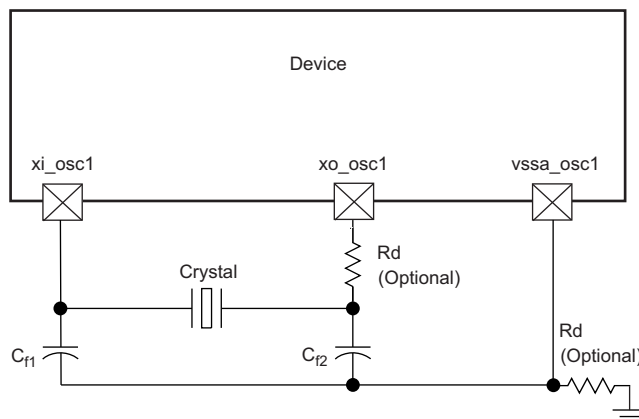 Device
xi_osc1
xo_osc1
vssa_osc1
Rd
(Optional)
Crystal
Cf1
Cf2
Rd
(Optional)